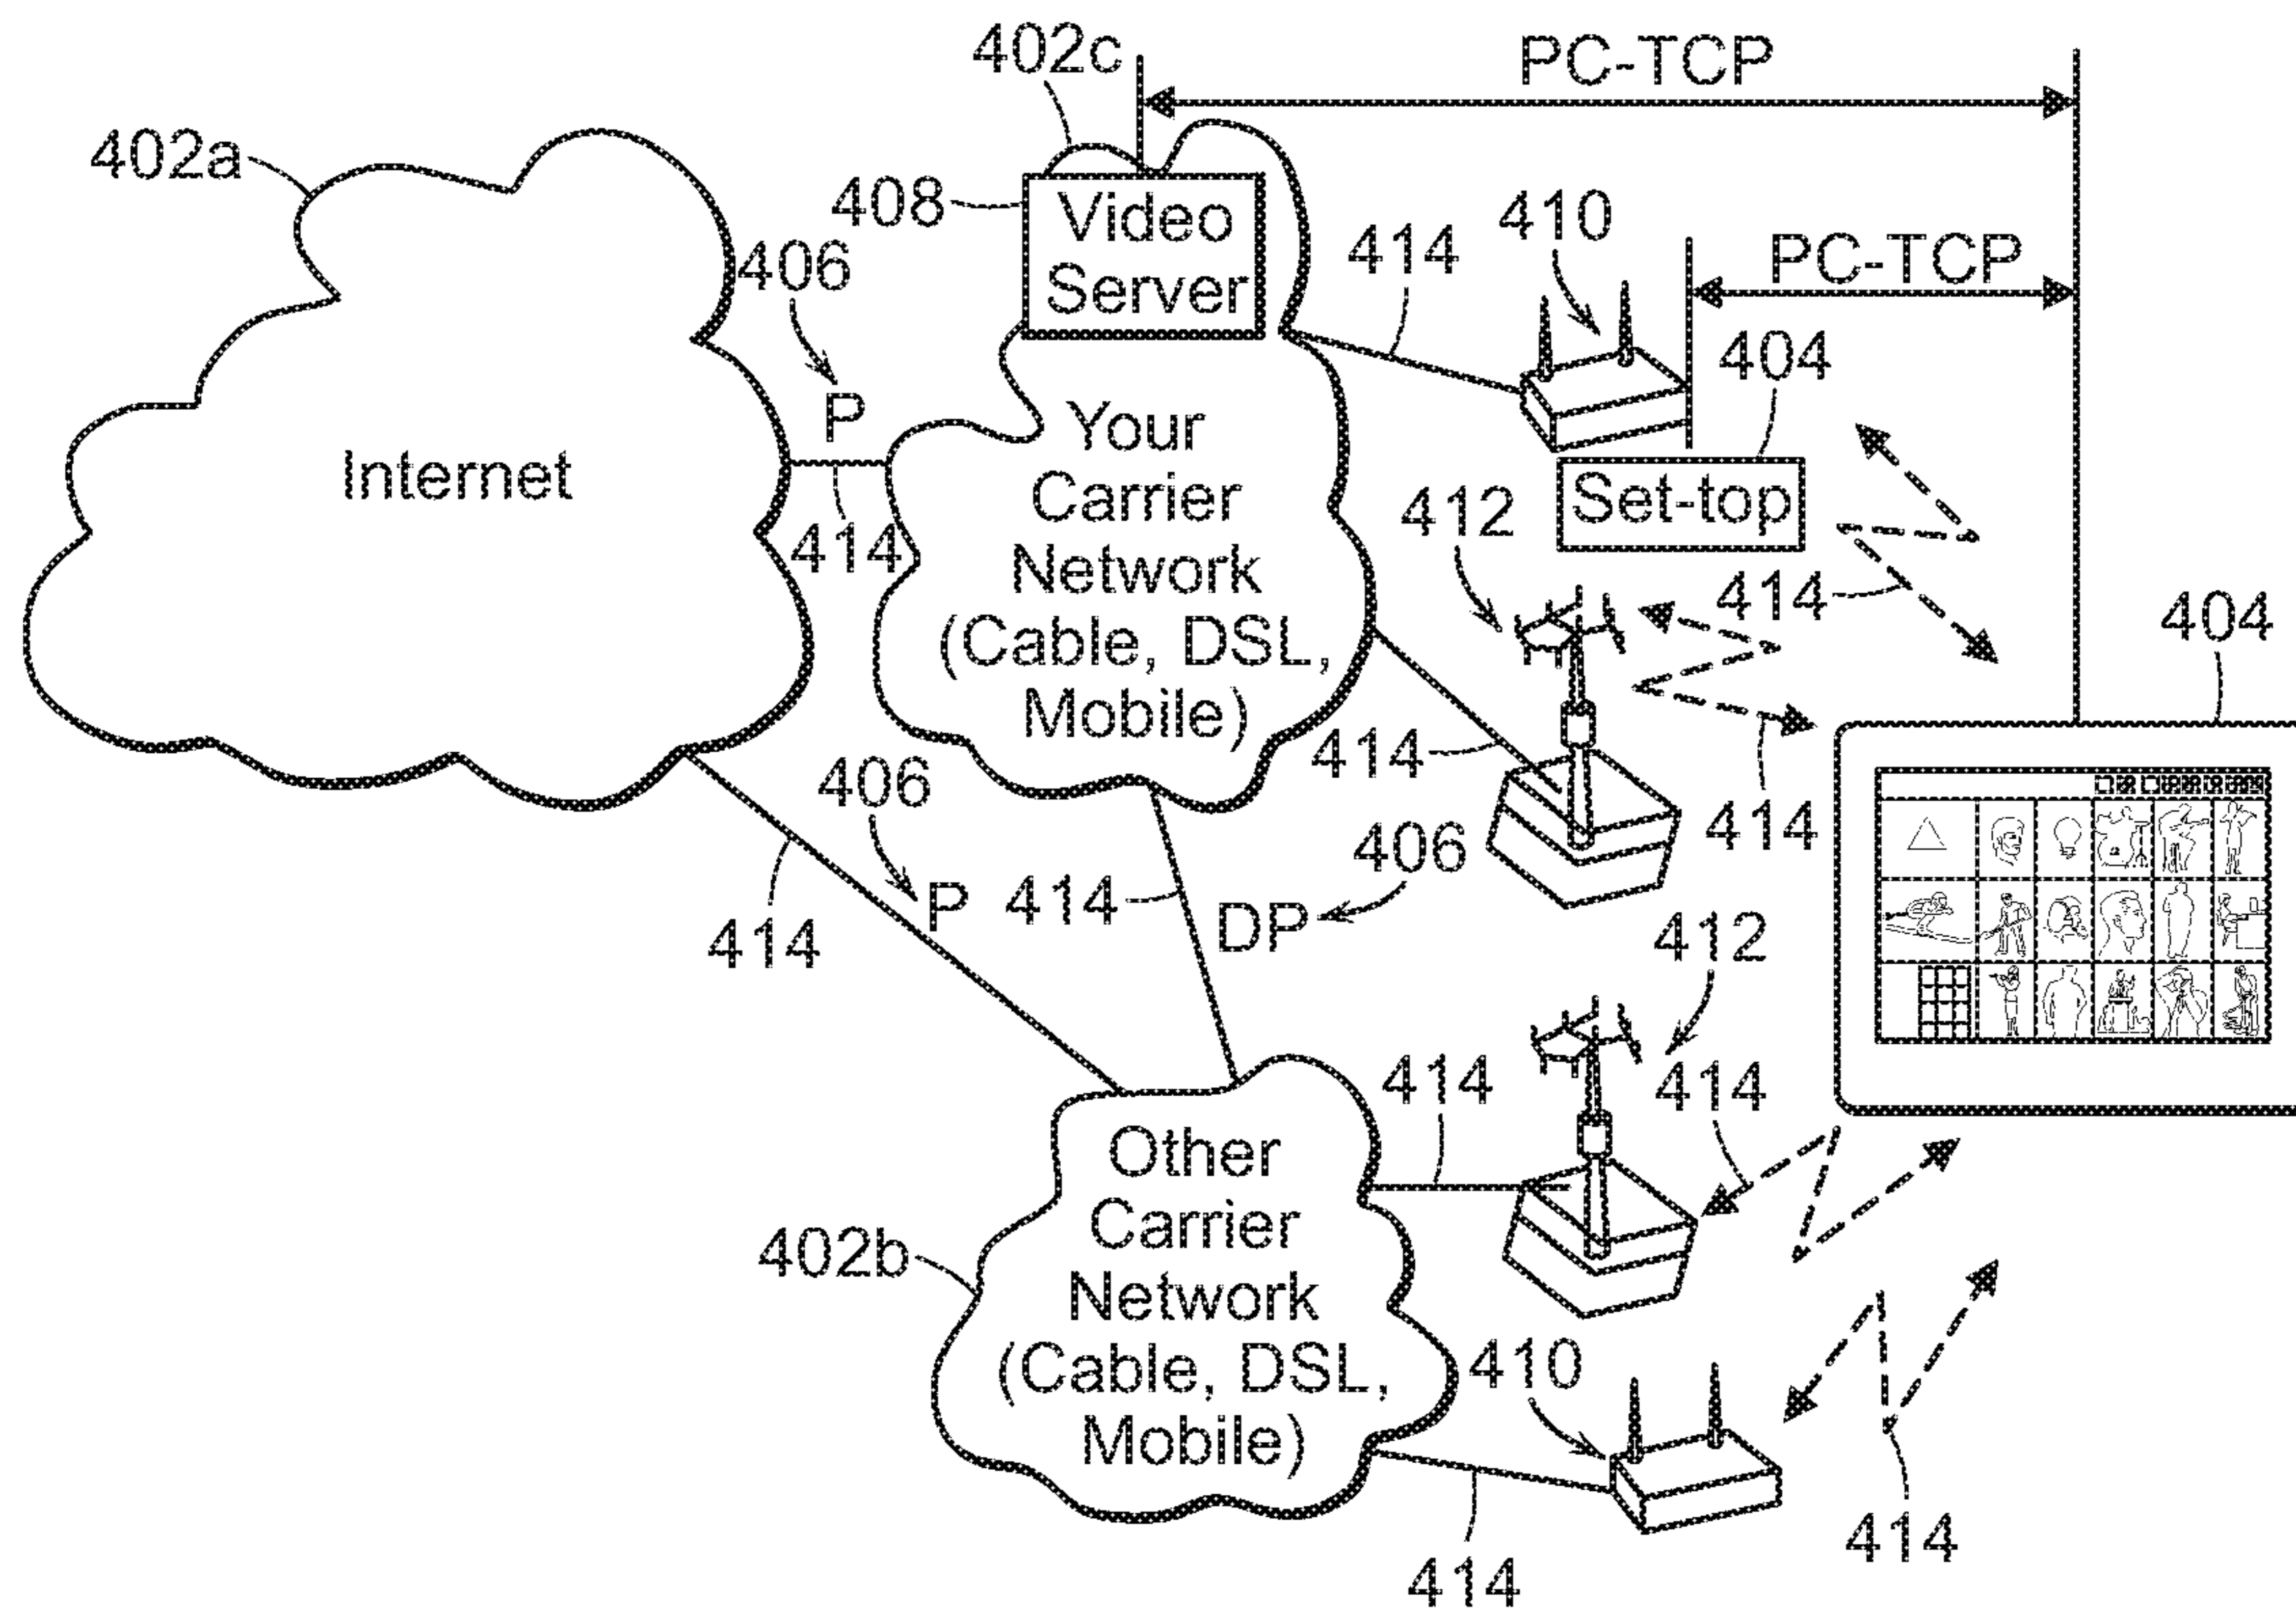 402c
PC-TCP
402a
408
Video
Server
410
414
PC-TCP
406
404
P
Internet
Your
Carrier
Network
(Cable, DSL,
Mobile)
414
412
Set-top
414
404
414
406
414
406
P
414
414
DP
412
414
414
Other
Carrier
Network
(Cable, DSL,
Mobile)
402b
410
414
414